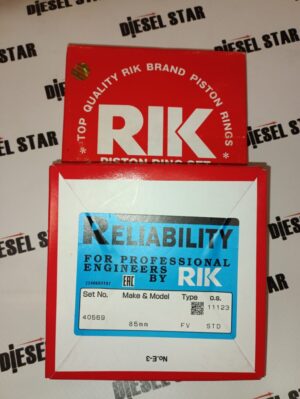 DIESEL STAR
*TOP QUALITY RIK BRAND PISTON RINGS*
RIK
PISTON RING SET
RELIABILITY
FOR PROFESSIONAL
ENGINEERS
BY RIK
EAC
Set No. Make & Model Type D.S.
11123
40569
85mm FV STD
No.E-3
DIESEL STAR
DIESEL STAR
DIESEL STAR
DIESEL STAR